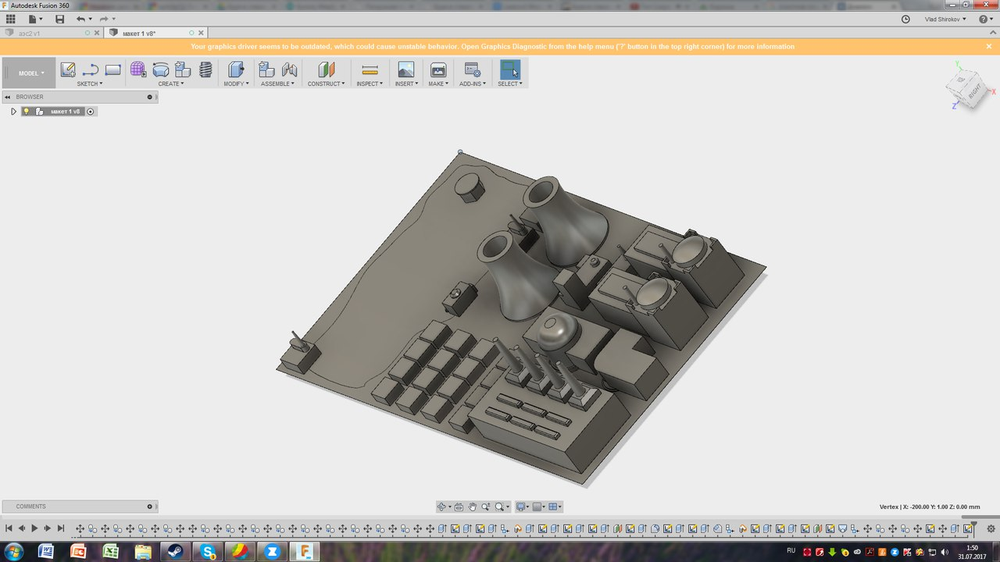 Autodesk Fusion 360
Vlad Shirokov
аэс2 v1
макет 1 v8*
Your graphics driver seems to be outdated, which could cause unstable behavior. Open Graphics Diagnostic from the help menu ('?' button in the top right corner) for more information
MODEL
SKETCH
CREATE
MODIFY
ASSEMBLE
CONSTRUCT
INSPECT
INSERT
MAKE
ADD-INS
SELECT
BROWSER
макет 1 v8
Y
X
Z
RIGHT
COMMENTS
Vertex | X: -200.00 Y: 1.00 Z: 0.00 mm
RU
1:50
31.07.2017